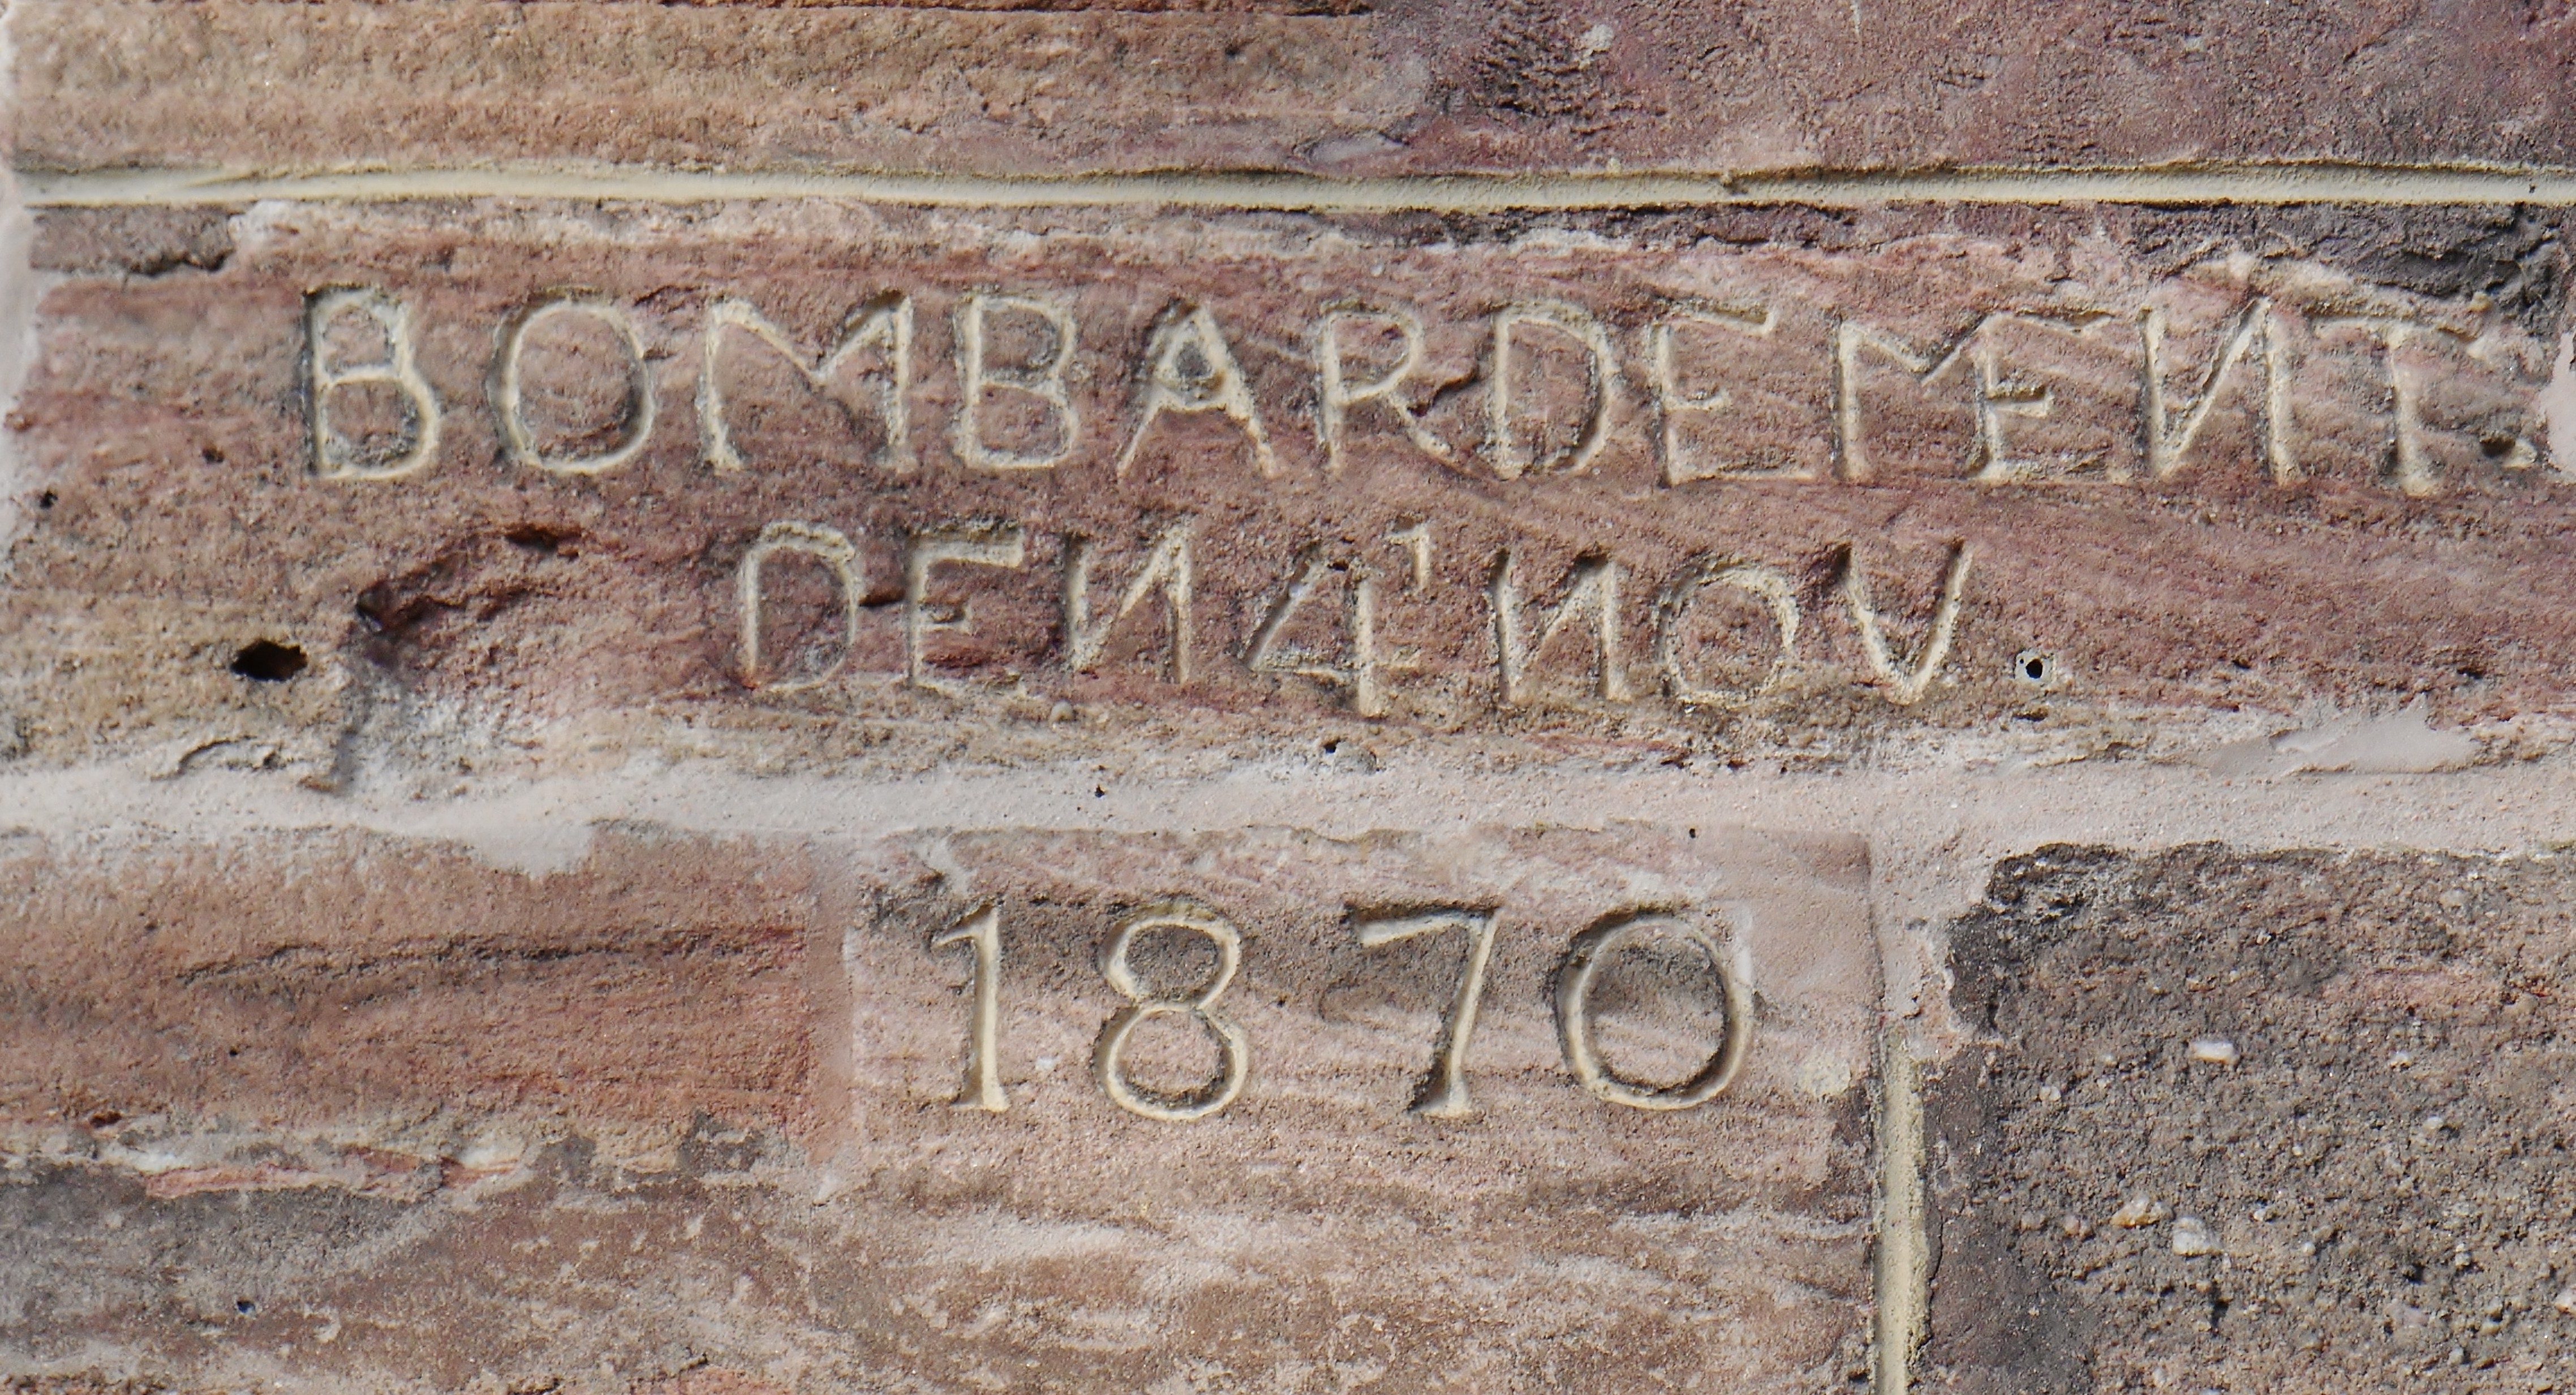 BOMBARDEMENT.
DEN 4' NOV.
1870